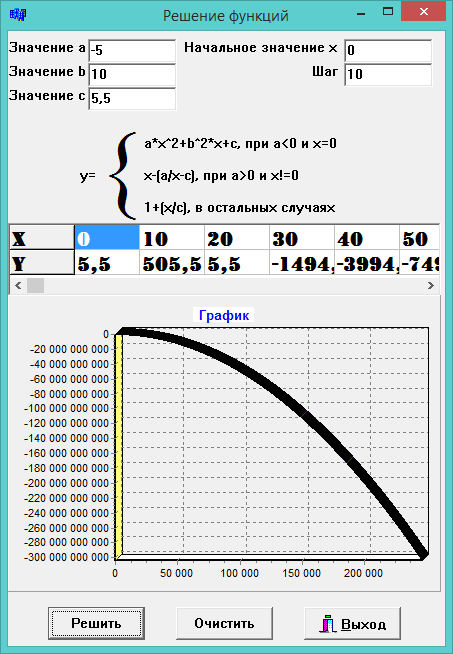 Решение функций
Значение a -5 Начальное значение x 0
Значение b 10 Шаг 10
Значение c 5,5
y=
a*x^2+b^2*x+c, при a<0 и x=0
x-(a/x-c), при a>0 и x!=0
1+(x/c), в остальных случаях
X 0 10 20 30 40 50
Y 5,5 505,5 5,5 -1494, -3994, -749
График
0
-20 000 000 000
-40 000 000 000
-60 000 000 000
-80 000 000 000
-100 000 000 000
-120 000 000 000
-140 000 000 000
-160 000 000 000
-180 000 000 000
-200 000 000 000
-220 000 000 000
-240 000 000 000
-260 000 000 000
-280 000 000 000
-300 000 000 000
0 50 000 100 000 150 000 200 000
Решить Очистить Выход